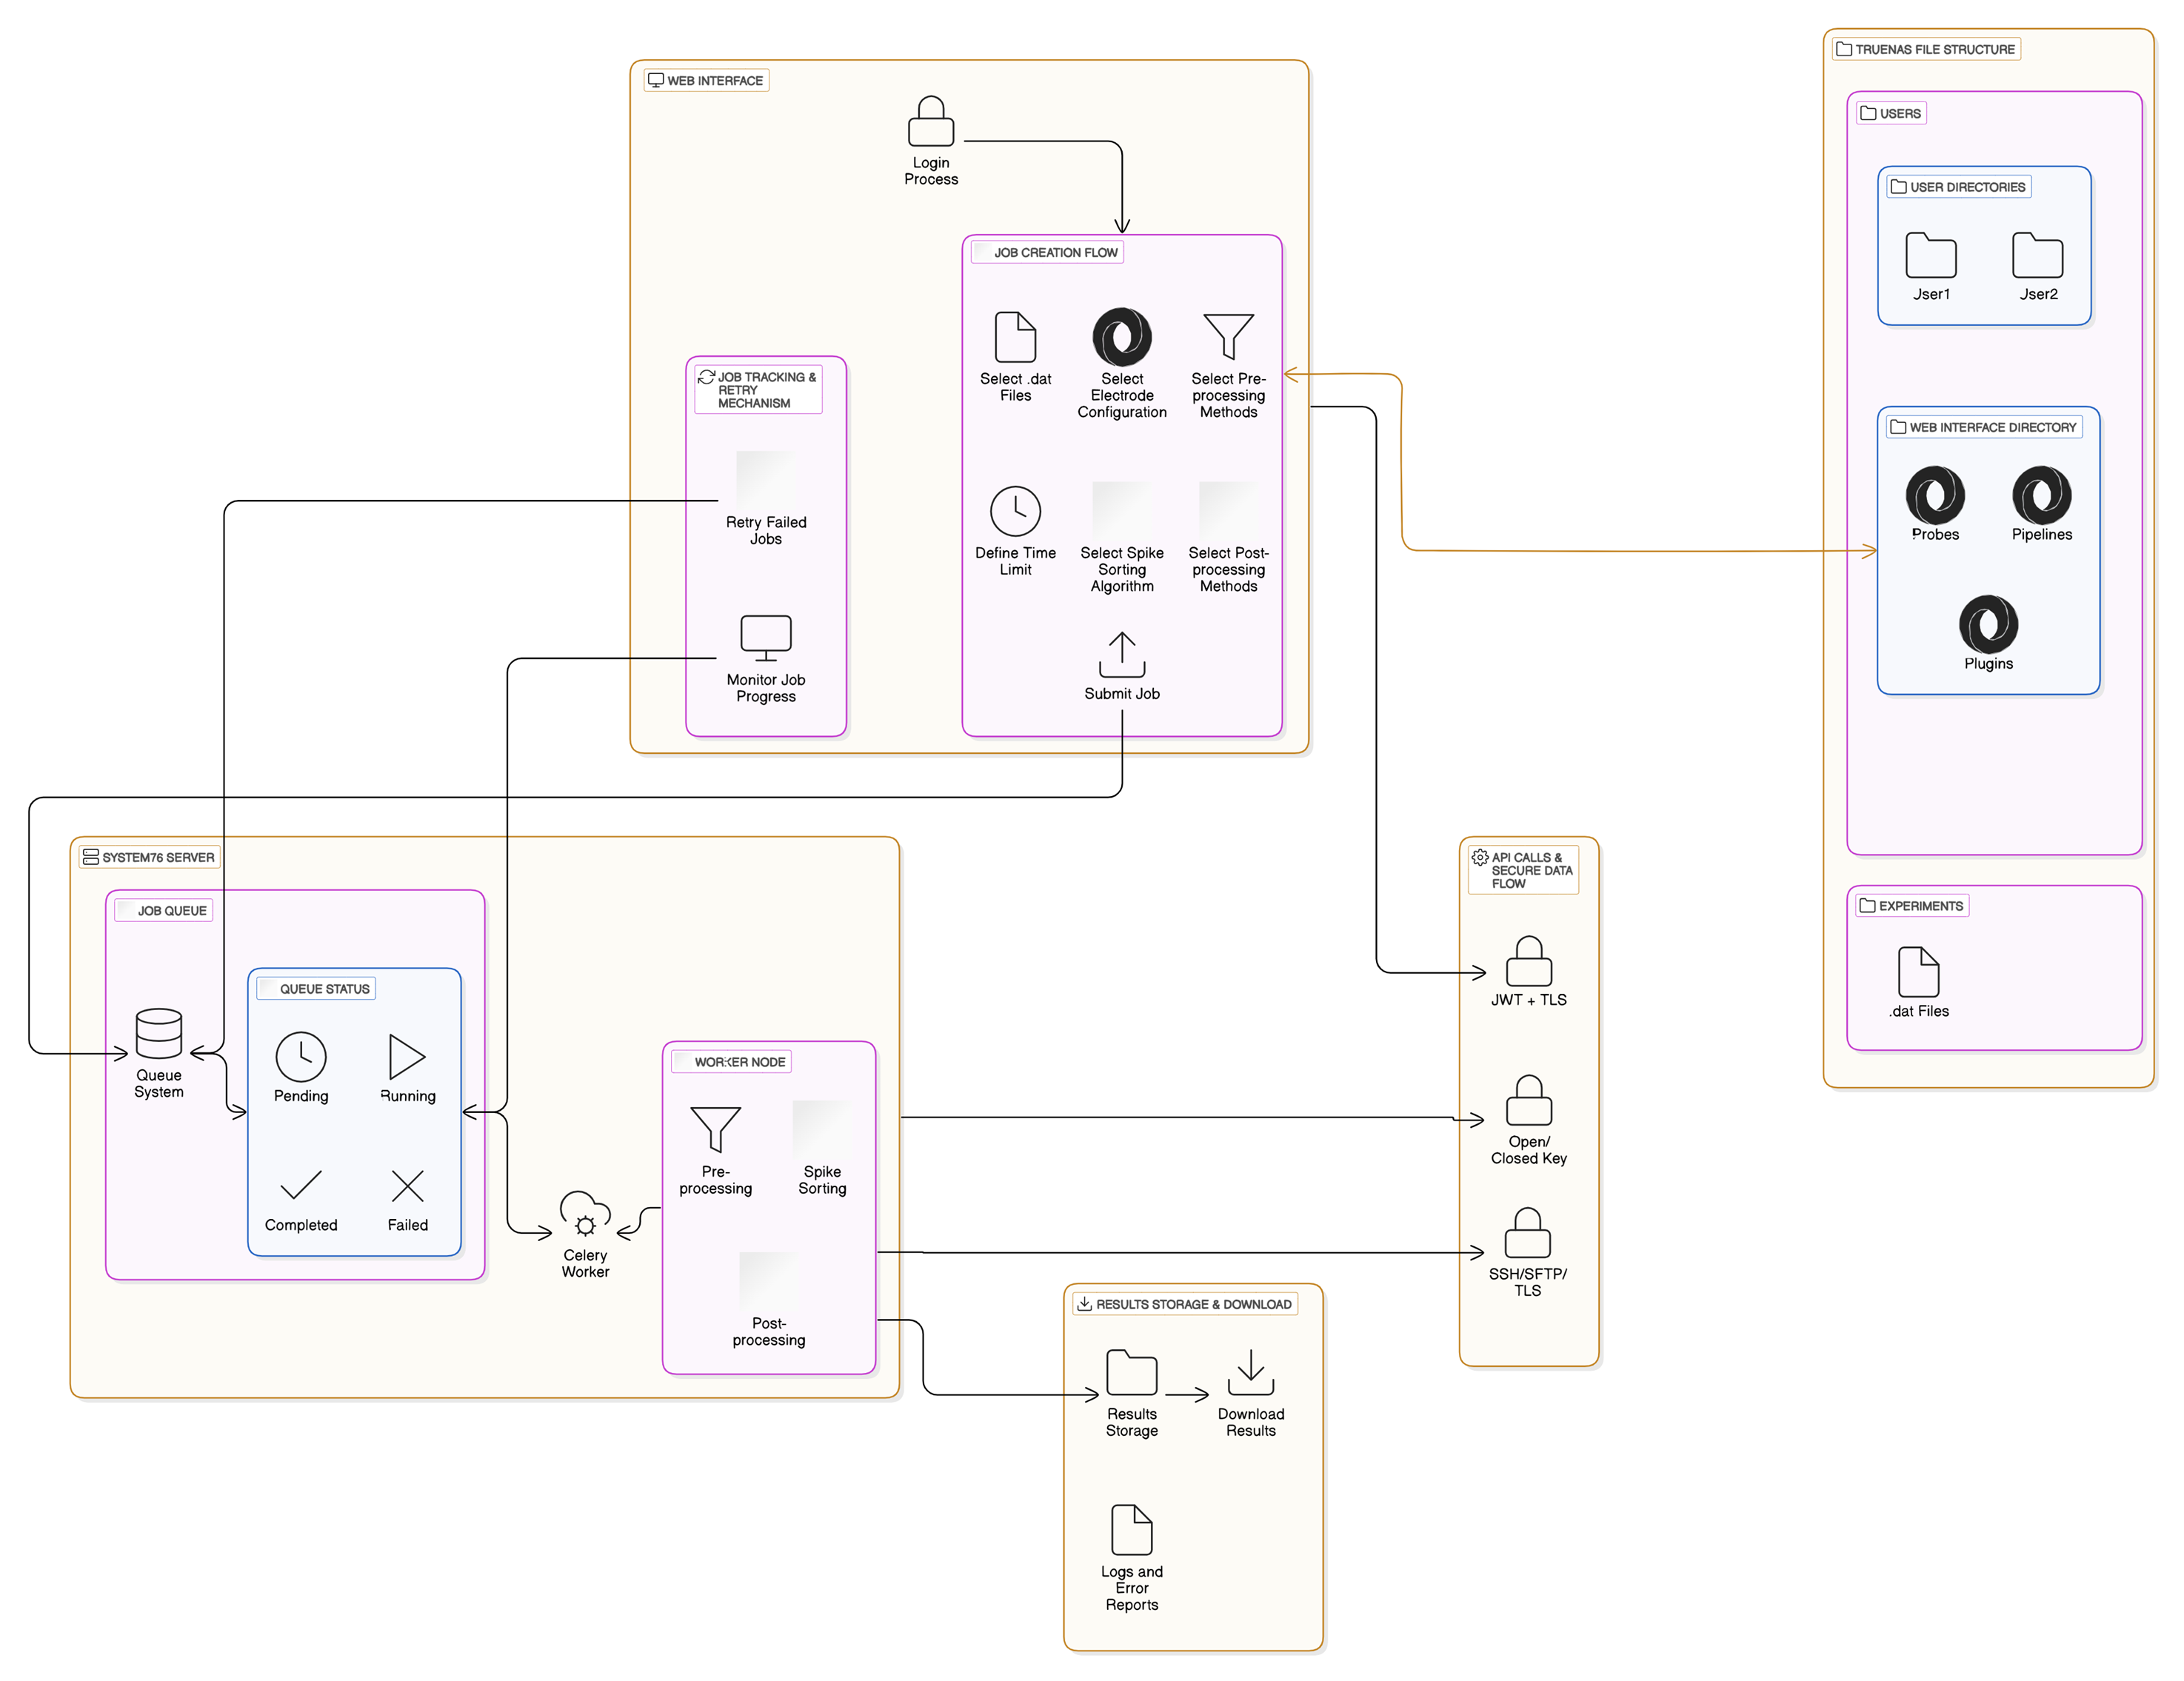 WEB INTERFACE
Login
Process
JOB CREATION FLOW
Select .dat
Files
Select
Electrode
Configuration
Select Pre-
processing
Methods
Define Time
Limit
Select Spike
Sorting
Algorithm
Select Post-
processing
Methods
Submit Job
JOB TRACKING &
RETRY
MECHANISM
Retry Failed
Jobs
Monitor Job
Progress
TRUENAS FILE STRUCTURE
USERS
USER DIRECTORIES
User1
User2
WEB INTERFACE DIRECTORY
Probes
Pipelines
Plugins
EXPERIMENTS
.dat Files
SYSTEM76 SERVER
JOB QUEUE
Queue
System
QUEUE STATUS
Pending
Running
Completed
Failed
Celery
Worker
WORKER NODE
Pre-
processing
Spike
Sorting
Post-
processing
API CALLS &
SECURE DATA
FLOW
JWT + TLS
Open/
Closed Key
SSH/SFTP/
TLS
RESULTS STORAGE & DOWNLOAD
Results
Storage
Download
Results
Logs and
Error
Reports